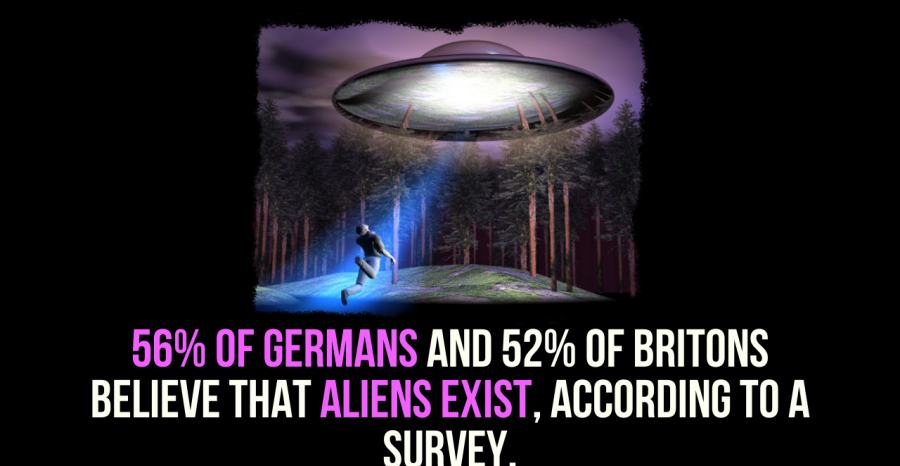 56% OF GERMANS AND 52% OF BRITONS
BELIEVE THAT ALIENS EXIST, ACCORDING TO A
SURVEY.